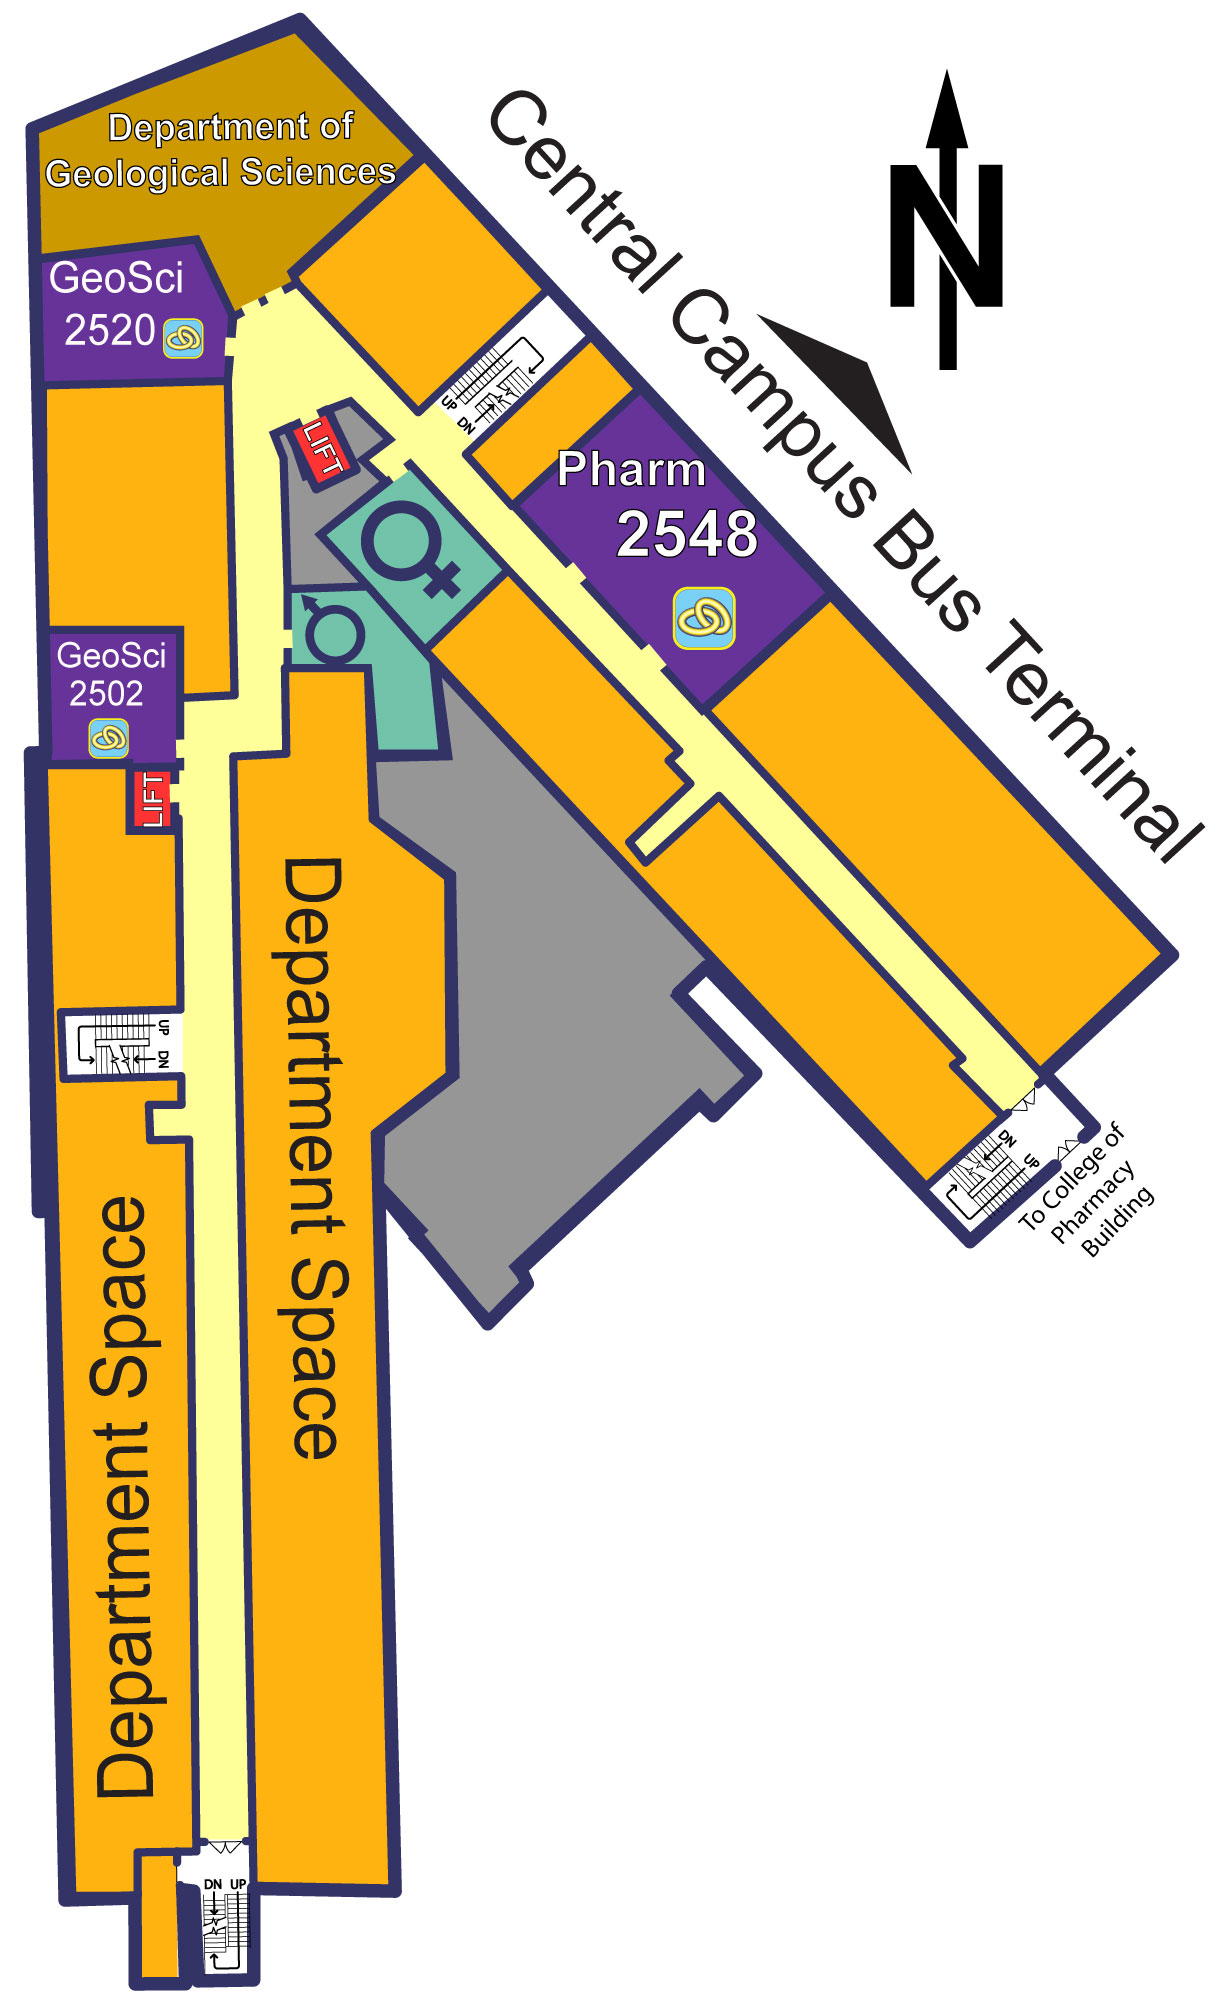 Department of
Geological Sciences
N
Central Campus Bus Terminal
GeoSci
2520
UP
DN
LIFT
Pharm
2548
GeoSci
2502
LIFT
Department Space
UP
DN
DN
UP
To College of
Pharmacy
Building
Department Space
DN UP